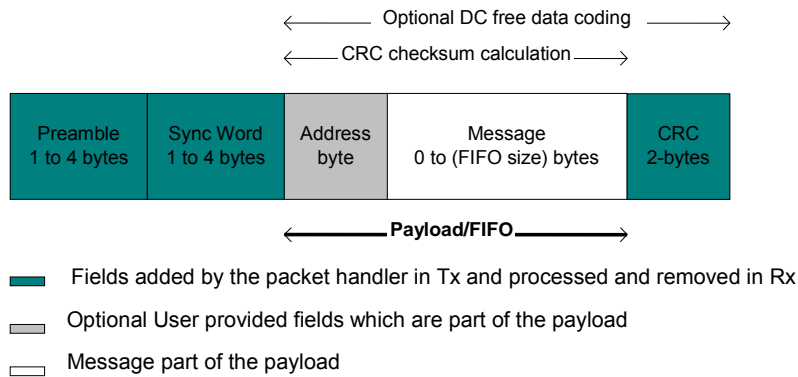 Optional DC free data coding
CRC checksum calculation
Preamble
1 to 4 bytes
Sync Word
1 to 4 bytes
Address
byte
Message
0 to (FIFO size) bytes
CRC
2-bytes
Payload/FIFO
Fields added by the packet handler in Tx and processed and removed in Rx
Optional User provided fields which are part of the payload
Message part of the payload